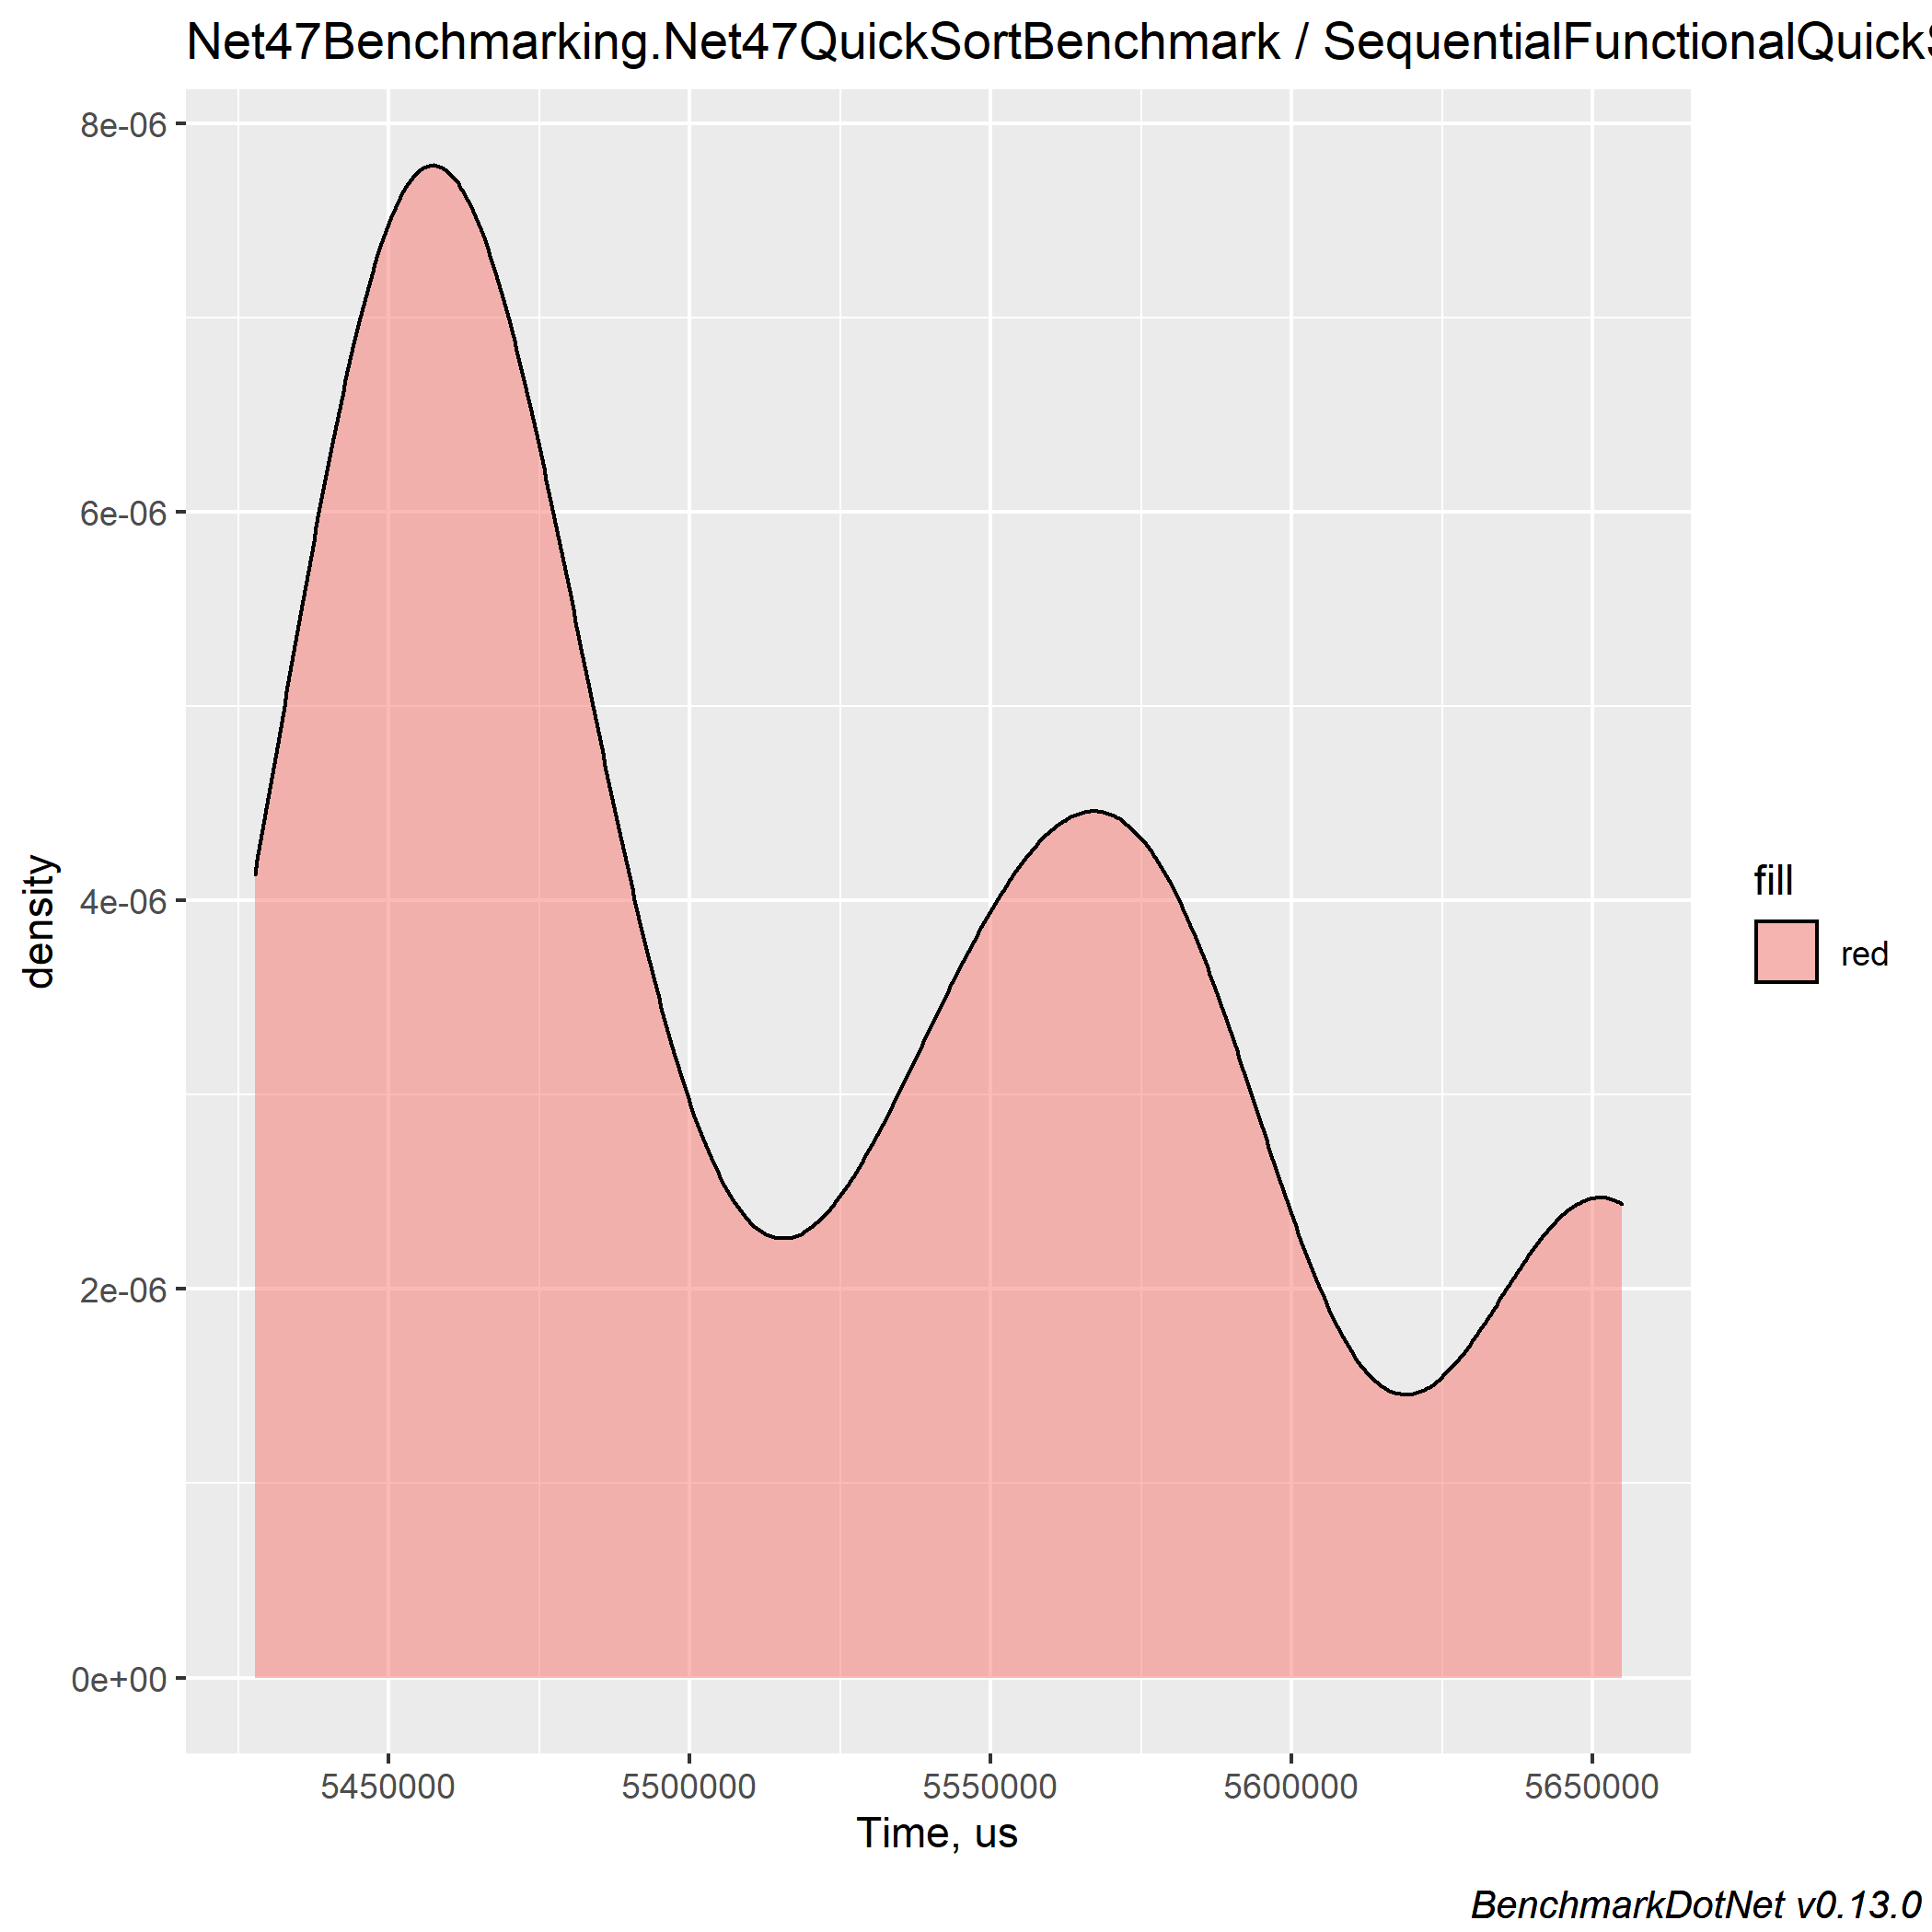 Net47Benchmarking.Net47QuickSortBenchmark / SequentialFunctionalQuick
8e-06
6e-06
4e-06
2e-06
0e+00
density
5450000 5500000 5550000 5600000 5650000
Time, us
fill
red
BenchmarkDotNet v0.13.0